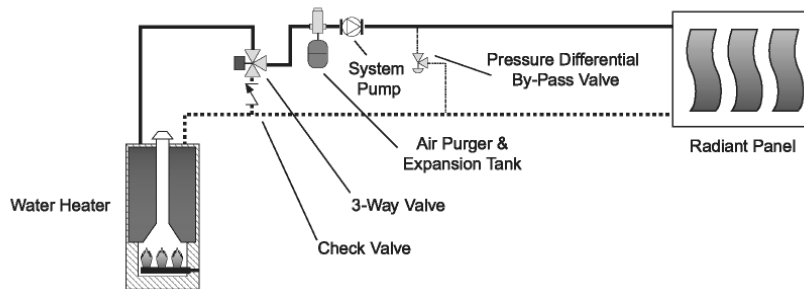 System
Pump
Pressure Differential
By-Pass Valve
Air Purger &
Expansion Tank
Radiant Panel
Water Heater
3-Way Valve
Check Valve